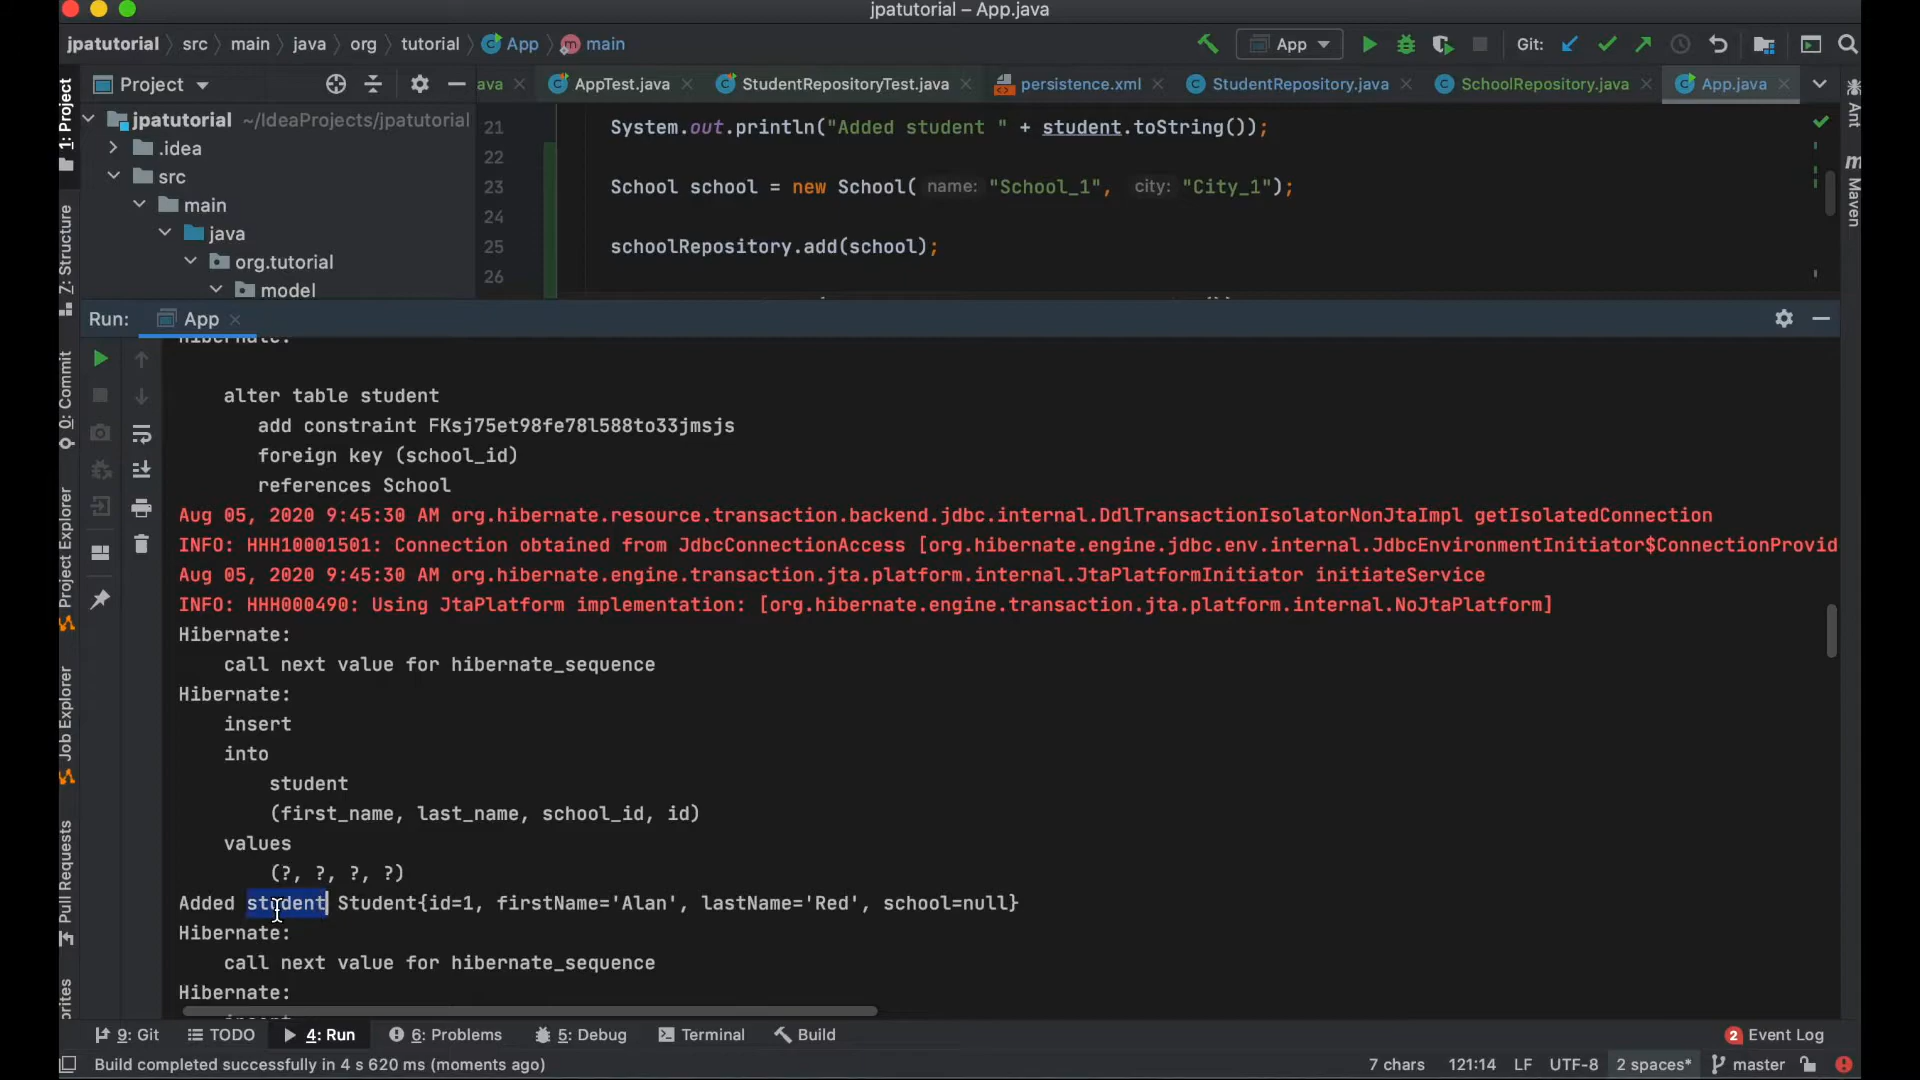 jpatutorial – App.java
jpatutorial src main java org tutorial App main
App
Git:
Project
ava
AppTest.java
StudentRepositoryTest.java
persistence.xml
StudentRepository.java
SchoolRepository.java
App.java
jpatutorial ~/IdeaProjects/jpatutorial
.idea
src
main
java
org.tutorial
model
21 System.out.println("Added student " + student.toString());
22
23 School school = new School( name: "School_1", city: "City_1");
24
25 schoolRepository.add(school);
26
1: Project
7: Structure
0: Commit
Project Explorer
Job Explorer
Pull Requests
orites
Ant
Maven
Run: App
Hibernate:
alter table student
add constraint FKsj75et98fe78l588to33jmsjs
foreign key (school_id)
references School
Aug 05, 2020 9:45:30 AM org.hibernate.resource.transaction.backend.jdbc.internal.DdlTransactionIsolatorNonJtaImpl getIsolatedConnection
INFO: HHH10001501: Connection obtained from JdbcConnectionAccess [org.hibernate.engine.jdbc.env.internal.JdbcEnvironmentInitiator$ConnectionProvid
Aug 05, 2020 9:45:30 AM org.hibernate.engine.transaction.jta.platform.internal.JtaPlatformInitiator initiateService
INFO: HHH000490: Using JtaPlatform implementation: [org.hibernate.engine.transaction.jta.platform.internal.NoJtaPlatform]
Hibernate:
call next value for hibernate_sequence
Hibernate:
insert
into
student
(first_name, last_name, school_id, id)
values
(?, ?, ?, ?)
Added student Student{id=1, firstName='Alan', lastName='Red', school=null}
Hibernate:
call next value for hibernate_sequence
Hibernate:
9: Git
TODO
4: Run
6: Problems
5: Debug
Terminal
Build
2 Event Log
Build completed successfully in 4 s 620 ms (moments ago)
7 chars 121:14 LF UTF-8 2 spaces* master